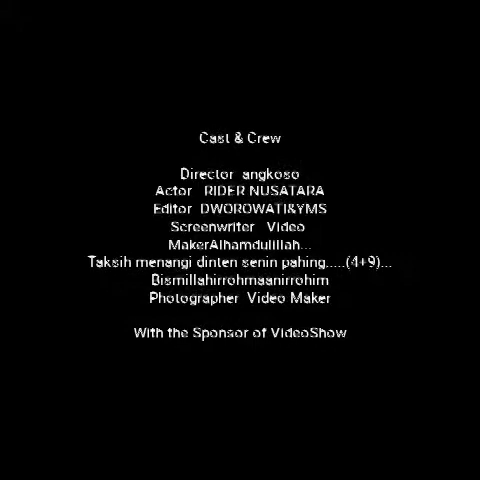 Cast & Crew
Director angkoso
Actor RIDER NUSATARA
Editor DWOROWATI&YMS
Screenwriter Video
MakerAlhamdulillah...
Taksih menangi dinten senin pahing.....(4+9)...
Bismillahirrohmaanirrohim
Photographer Video Maker
With the Sponsor of VideoShow